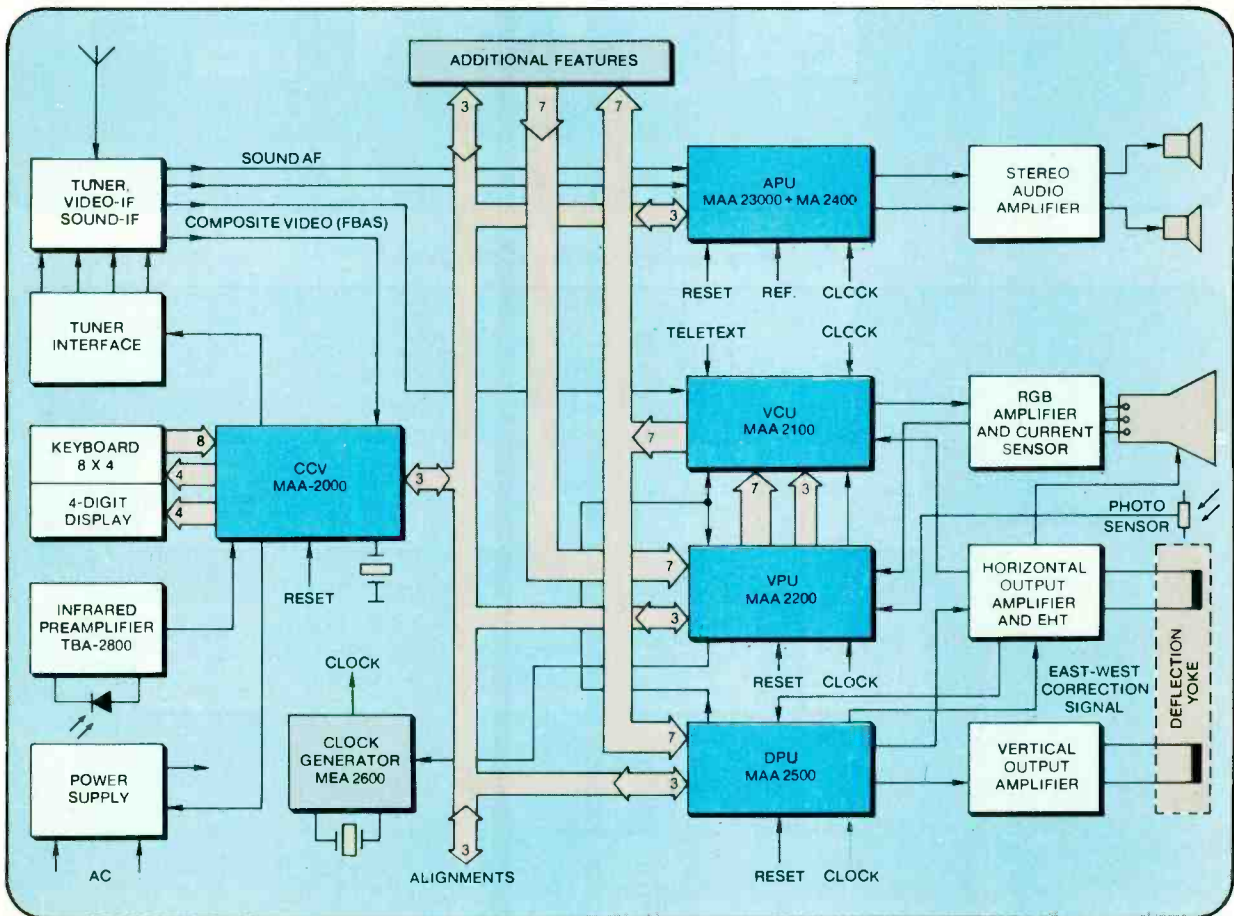 ADDITIONAL FEATURES
3
7
7
TUNER,
VIDEO-IF
SOUND-IF
SOUND AF
COMPOSITE VIDEO (FBAS)
TUNER
INTERFACE
KEYBOARD
8 X 4
4-DIGIT
DISPLAY
8
4
4
CCV
MAA-2000
3
RESET
INFRARED
PREAMPLIFIER
TBA-2800
POWER
SUPPLY
AC
CLOCK
CLOCK
GENERATOR
MEA 2600
3
ALIGNMENTS
APU
MAA 23000 + MA 2400
3
RESET
REF.
CLCCK
STEREO
AUDIO
AMPLIFIER
TELETEXT
CLCCK
VCU
MAA 2100
7
7
3
RGB
AMPLIFIER
AND CURRENT
SENSOR
PHOTO
SENSOR
VPU
MAA 2200
7
3
RESET
CLOCK
HORIZONTAL
OUTPUT
AMPLIFIER
AND EHT
EAST-WEST
CORRECTION
SIGNAL
DEFLECTION
YOKE
DPU
MAA 2500
7
3
RESET
CLOCK
VERTICAL
OUTPUT
AMPLIFIER